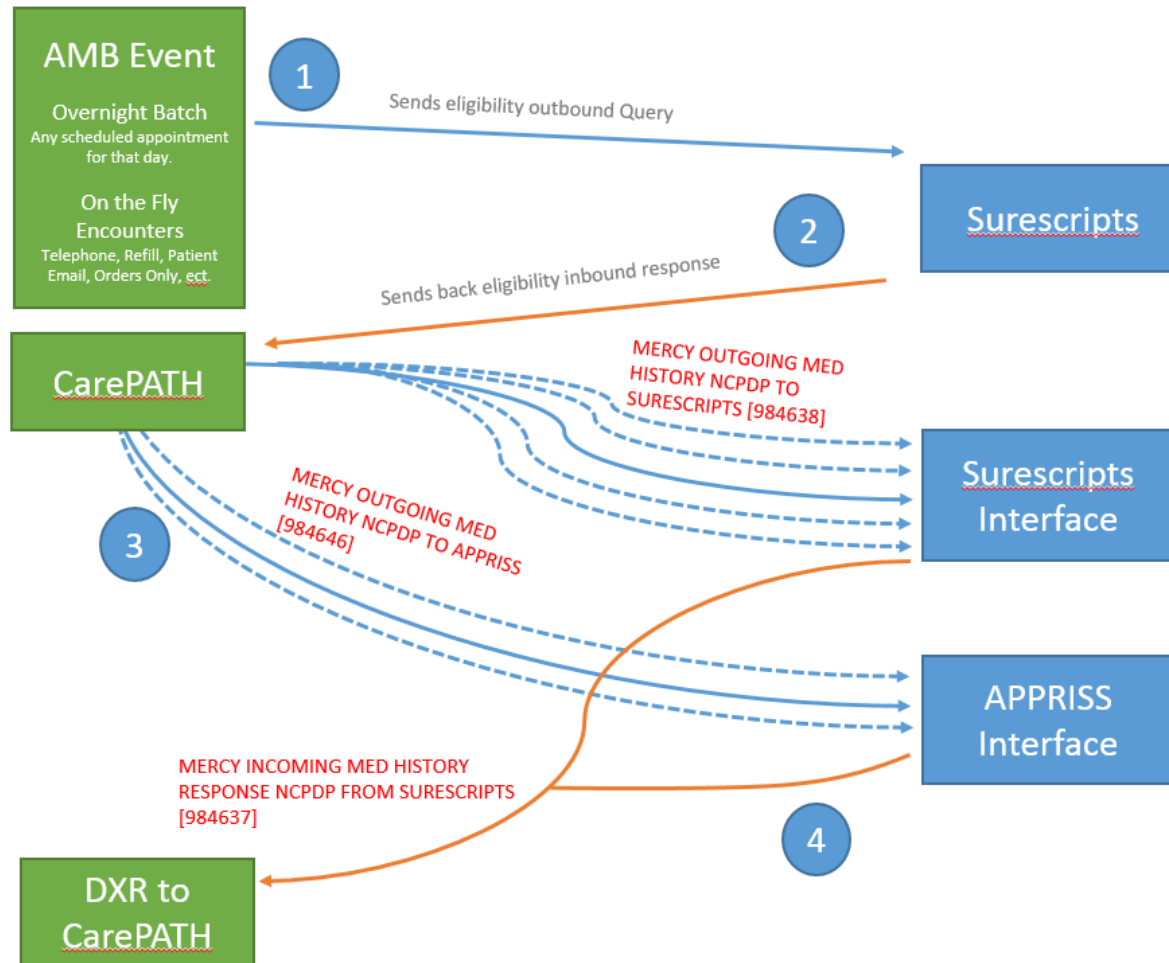 AMB Event
Overnight Batch
Any scheduled appointment
for that day.
On the Fly
Encounters
Telephone, Refill, Patient
Email, Orders Only, ect.
1
Sends eligibility outbound Query
Surescripts
2
Sends back eligibility inbound response
CarePATH
MERCY OUTGOING MED
HISTORY NCPDP TO
SURESCRIPTS [984638]
Surescripts
Interface
MERCY OUTGOING MED
HISTORY NCPDP TO APPRISS
[984646]
3
APPRISS
Interface
MERCY INCOMING MED HISTORY
RESPONSE NCPDP FROM SURESCRIPTS
[984637]
4
DXR to
CarePATH